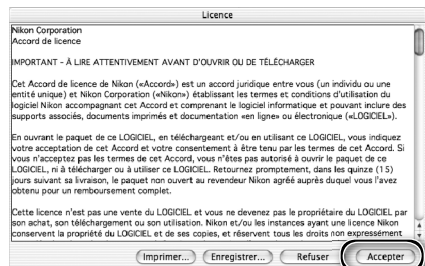 Licence
Nikon Corporation
Accord de licence
IMPORTANT - À LIRE ATTENTIVEMENT AVANT D'OUVRIR OU DE TÉLÉCHARGER
Cet Accord de licence de Nikon («Accord») est un accord juridique entre vous (un individu ou une
entité unique) et Nikon Corporation («Nikon») établissant les termes et conditions d'utilisation du
logiciel Nikon accompagnant cet Accord et comprenant le logiciel informatique et pouvant inclure des
supports associés, documents imprimés et documentation «en ligne» ou électronique («LOGICIEL»).
En ouvrant le paquet de ce LOGICIEL, en téléchargeant et/ou en utilisant ce LOGICIEL, vous indiquez
votre acceptation de cet Accord et votre consentement à être tenu par les termes de cet Accord. Si
vous n'acceptez pas les termes de cet Accord, vous n'êtes pas autorisé à ouvrir le paquet de ce
LOGICIEL, ni à télécharger ou à utiliser ce LOGICIEL. Retournez promptement, dans les quinze (15)
jours suivant sa livraison, le paquet non ouvert au revendeur Nikon agréé auprès duquel vous l'avez
obtenu pour un remboursement complet.
Cette licence n'est pas une vente du LOGICIEL et vous ne devenez pas le propriétaire du LOGICIEL par
son achat, son téléchargement ou son utilisation. Nikon et/ou les instances ayant une licence Nikon
conservent la propriété du LOGICIEL et de ses copies, et réservent tous les droits non expressément
Imprimer... Enregistrer... Refuser Accepter